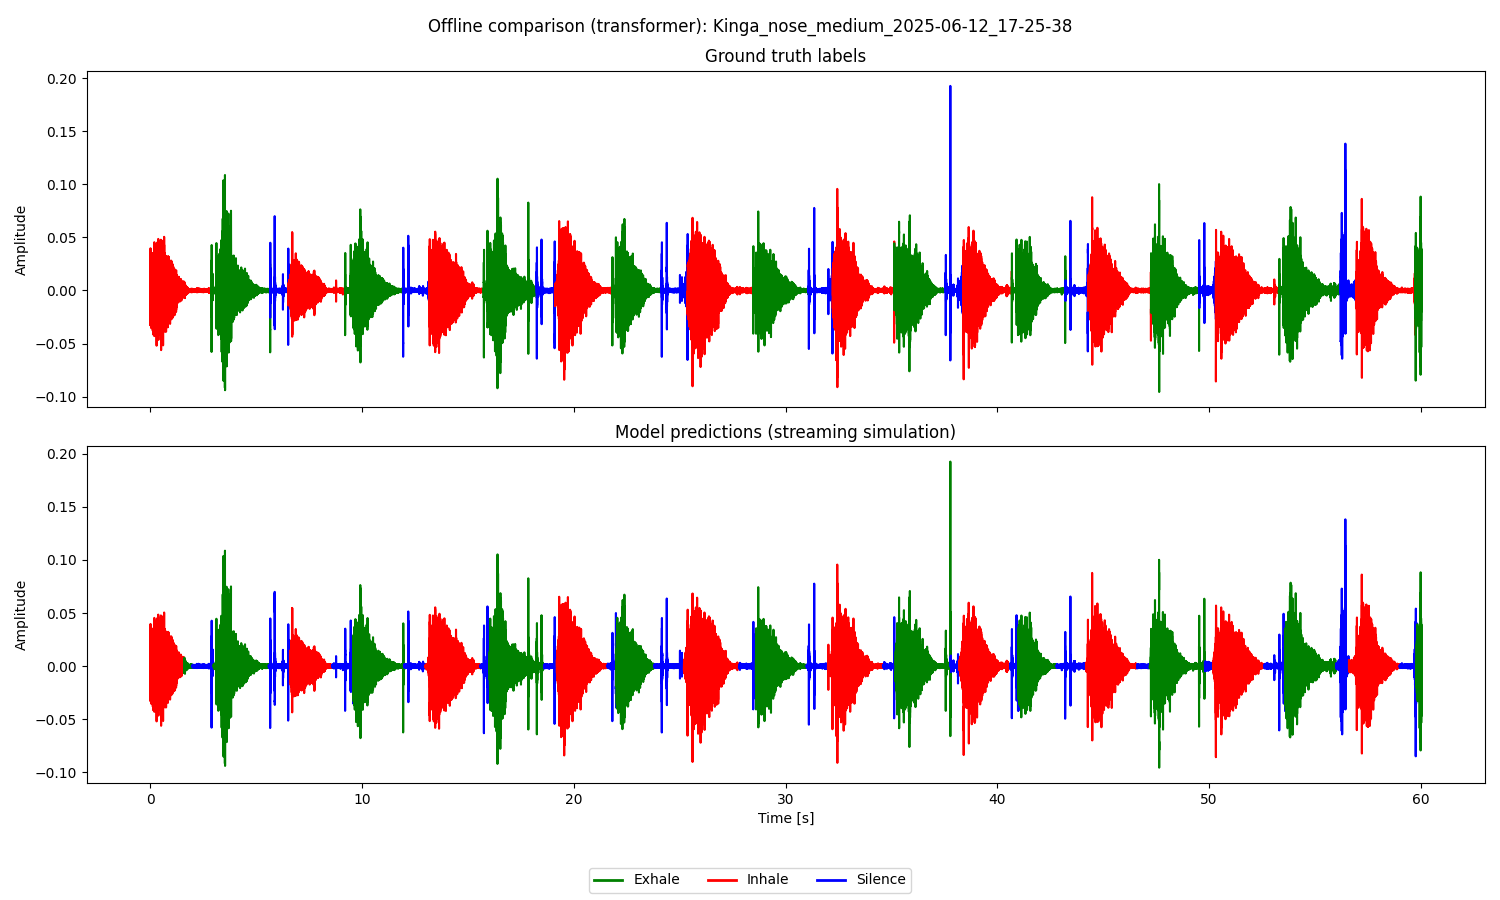 Offline comparison (transformer): Kinga_nose_medium_2025-06-12_17-25-38
Ground truth labels
0.20
0.15
0.10
0.05
0.00
−0.05
−0.10
Amplitude
Model predictions (streaming simulation)
0.20
0.15
0.10
0.05
0.00
−0.05
−0.10
Amplitude
0 10 20 30 40 50 60
Time [s]
Exhale Inhale Silence